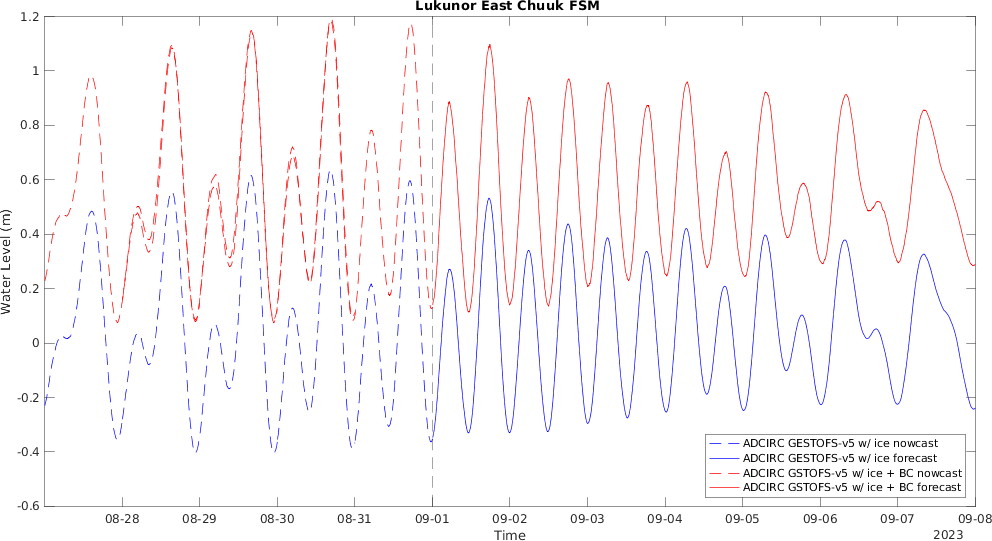 Lukunor East Chuuk FSM
1.2
1
0.8
0.6
0.4
0.2
0
-0.2
-0.4
-0.6
Water Level (m)
ADCIRC GESTOFS-v5 w/ ice nowcast
ADCIRC GESTOFS-v5 w/ ice forecast
ADCIRC GSTOFS-v5 w/ ice + BC nowcast
ADCIRC GSTOFS-v5 w/ ice + BC forecast
08-28 08-29 08-30 08-31 09-01 09-02 09-03 09-04 09-05 09-06 09-07 09-08
Time
2023